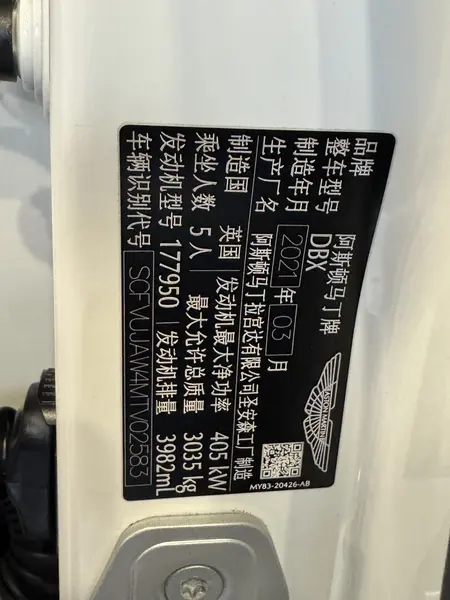 品牌 阿斯顿马丁牌
整车型号 DBX
制造年月 2021 年 03 月
生产厂名 阿斯顿马丁拉宫达有限公司圣安森工厂制造
制造国 英国 发动机最大净功率 405 kW
乘坐人数 5人 最大允许总质量 3035 kg
发动机型号 177950 发动机排量 3982mL
车辆识别代号 SCFVUJAW4MTV02583
ASTON MARTIN
MY83-20426-AB